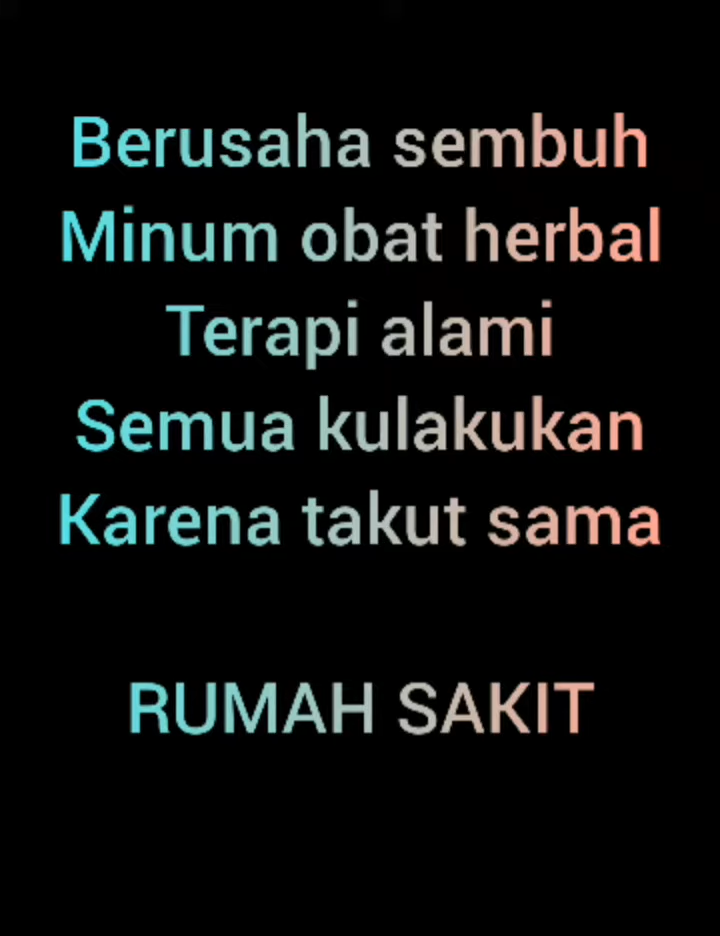 Berusaha sembuh
Minum obat herbal
Terapi alami
Semua kulakukan
Karena takut sama
RUMAH SAKIT